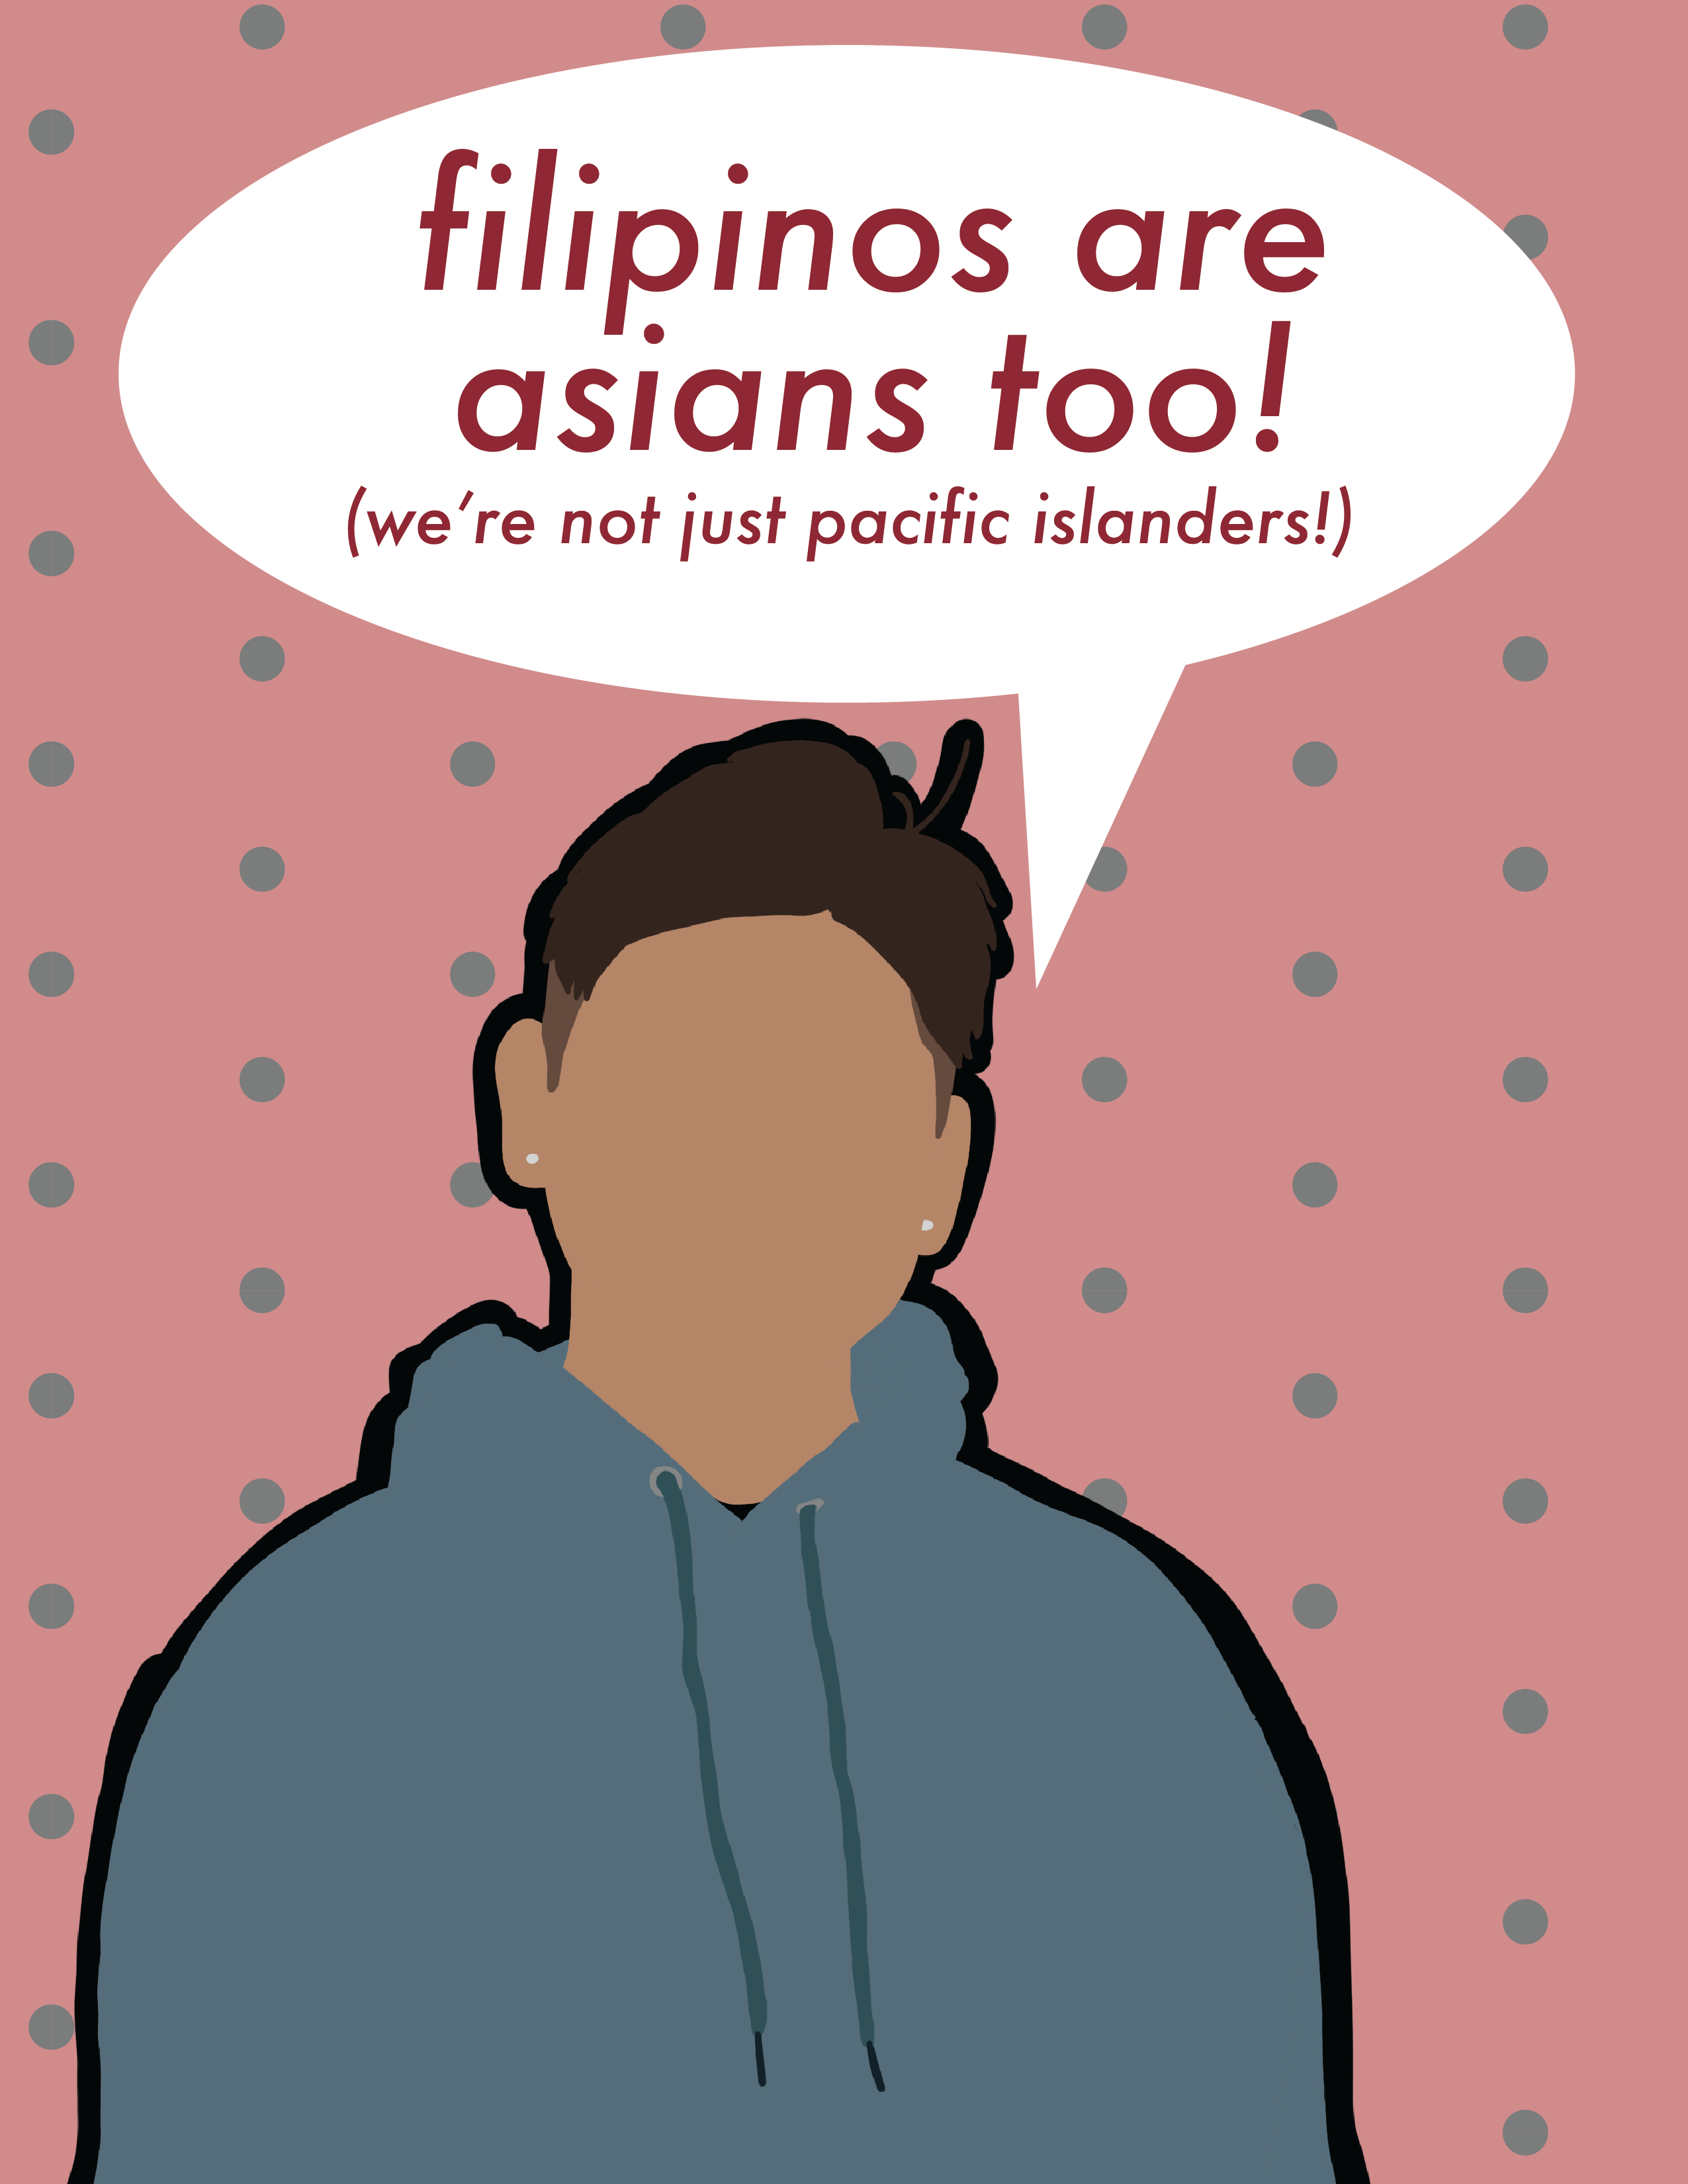 filipinos are
asians too!
(we're not just pacific islanders!)